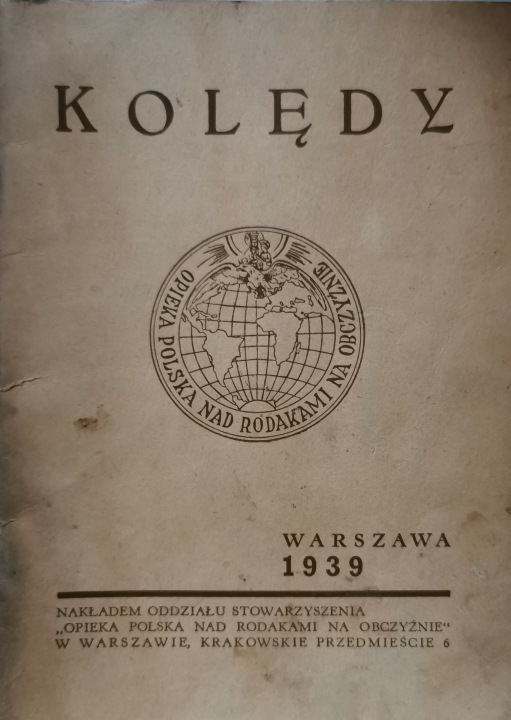 KOLĘDY
OPIEKA POLSKA NAD RODAKAMI NA OBCZYŹNIE
WARSZAWA
1939
NAKŁADEM ODDZIAŁU STOWARZYSZENIA
„OPIEKA POLSKA NAD RODAKAMI NA OBCZYŹNIE“
W WARSZAWIE, KRAKOWSKIE PRZEDMIEŚCIE 6